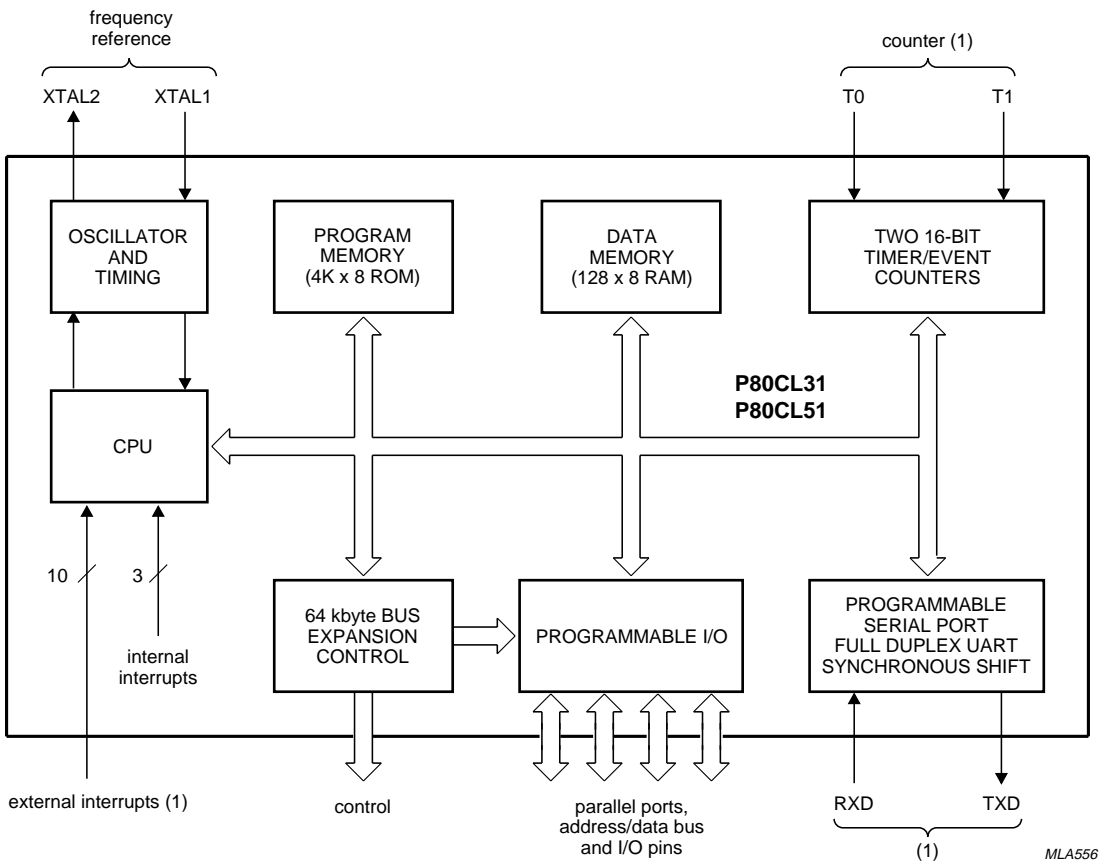 frequency
reference
counter (1)
XTAL2
XTAL1
T0
T1
OSCILLATOR
AND
TIMING
PROGRAM
MEMORY
(4K x 8 ROM)
DATA
MEMORY
(128 x 8 RAM)
TWO 16-BIT
TIMER/EVENT
COUNTERS
P80CL31
P80CL51
CPU
10
3
internal
interrupts
64 kbyte BUS
EXPANSION
CONTROL
PROGRAMMABLE I/O
PROGRAMMABLE
SERIAL PORT
FULL DUPLEX UART
SYNCHRONOUS SHIFT
external interrupts (1)
control
parallel ports,
address/data bus
and I/O pins
RXD
TXD
(1)
MLA556